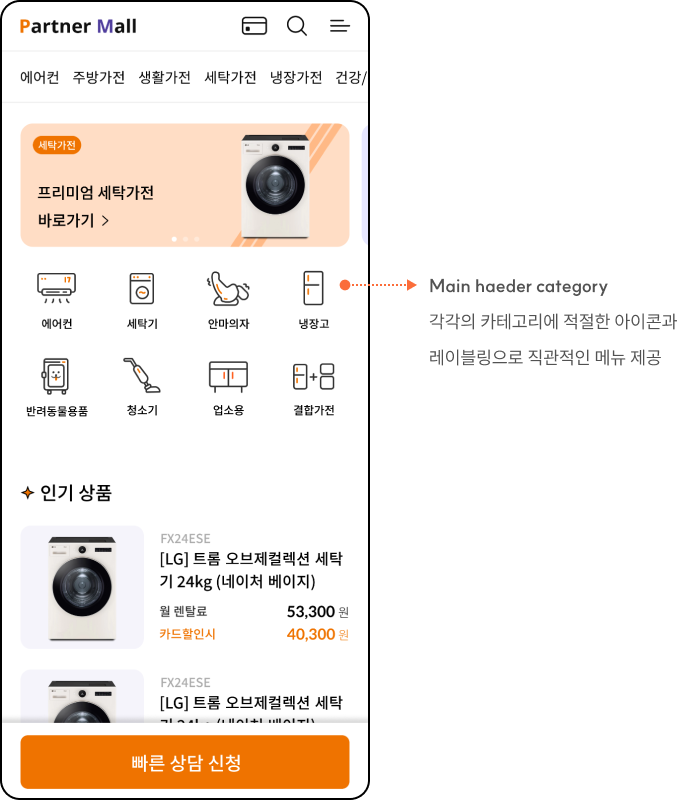 Partner Mall
에어컨 주방가전 생활가전 세탁가전 냉장가전 건강/
세탁가전
프리미엄 세탁가전
바로가기 >
에어컨 세탁기 안마의자 냉장고
반려동물용품 청소기 업소용 결합가전
Main haeder category
각각의 카테고리에 적절한 아이콘과
레이블링으로 직관적인 메뉴 제공
인기 상품
FX24ESE
[LG] 트롬 오브제컬렉션 세탁
기 24kg (네이처 베이지)
월 렌탈료 53,300 원
카드할인시 40,300 원
FX24ESE
[LG] 트롬 오브제컬렉션 세탁
빠른 상담 신청